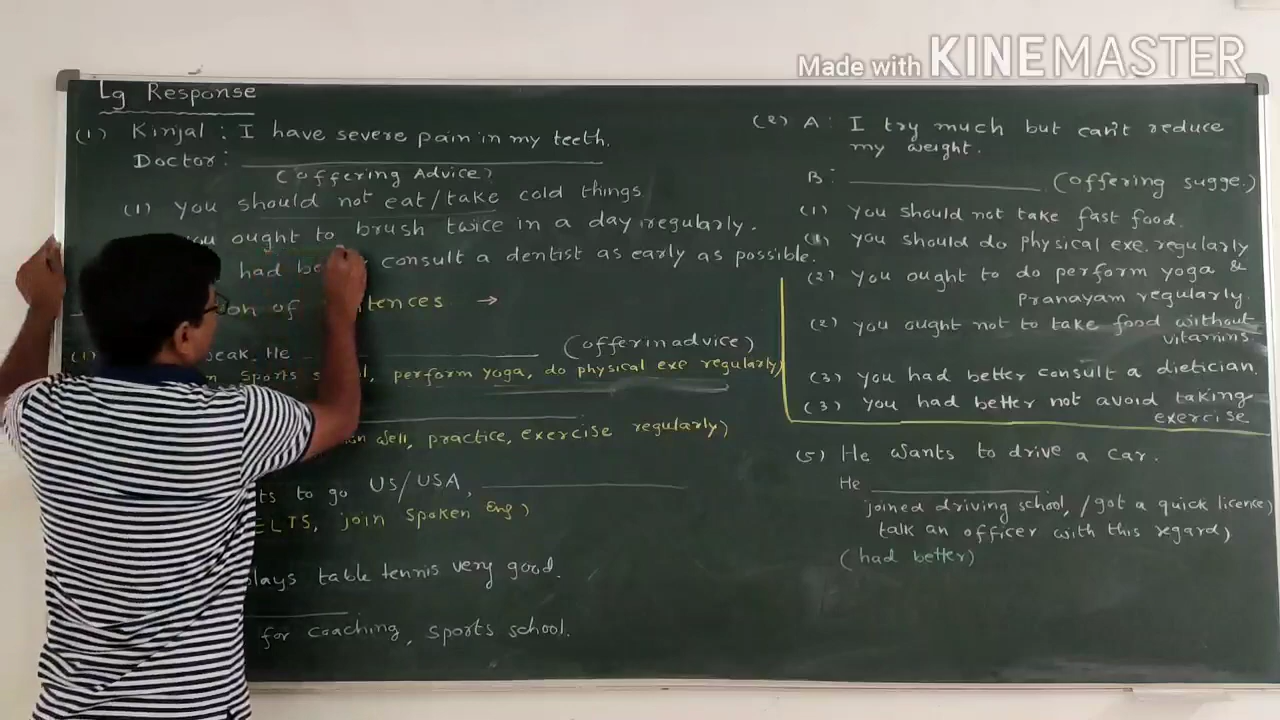 Made with KINEMASTER
Lg Response
(1) Kinjal : I have severe pain in my teeth.
Doctor :
(offering Advice)
(1) you should not eat/take cold things
ought to brush twice in a day regularly.
had consult a dentist as early as possible.
of →
He (offerin advice)
sports perform yoga, do physical exe regularly)
well, practice, exercise regularly)
to go US/USA,
join spoken Eng)
table tennis very good.
for coaching, sports school.
(2) A : I try much but can't reduce
my weight.
B : (offering sugge.)
(1) you should not take fast food.
(1) you should do physical exe. regularly
(2) you ought to do perform yoga &
Pranayam regularly.
(2) you ought not to take food without
vitamins
(3) you had better consult a dietician.
(3) you had better not avoid taking
exercise
(5) He wants to drive a car.
He
joined driving school, /got a quick licence)
talk an officer with this regard)
(had better)